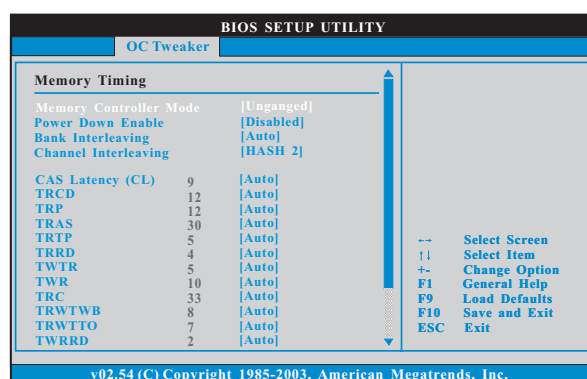 BIOS SETUP UTILITY
OC Tweaker
Memory Timing
Memory Controller Mode [Unganged]
Power Down Enable [Disabled]
Bank Interleaving [Auto]
Channel Interleaving [HASH 2]
CAS Latency (CL) 9 [Auto]
TRCD 12 [Auto]
TRP 12 [Auto]
TRAS 30 [Auto]
TRTP 5 [Auto]
TRRD 4 [Auto]
TWTR 5 [Auto]
TWR 10 [Auto]
TRC 33 [Auto]
TRWTWB 8 [Auto]
TRWTTO 7 [Auto]
TWRRD 2 [Auto]
←→ Select Screen
↑↓ Select Item
+- Change Option
F1 General Help
F9 Load Defaults
F10 Save and Exit
ESC Exit
v02.54 (C) Copyright 1985-2003, American Megatrends, Inc.